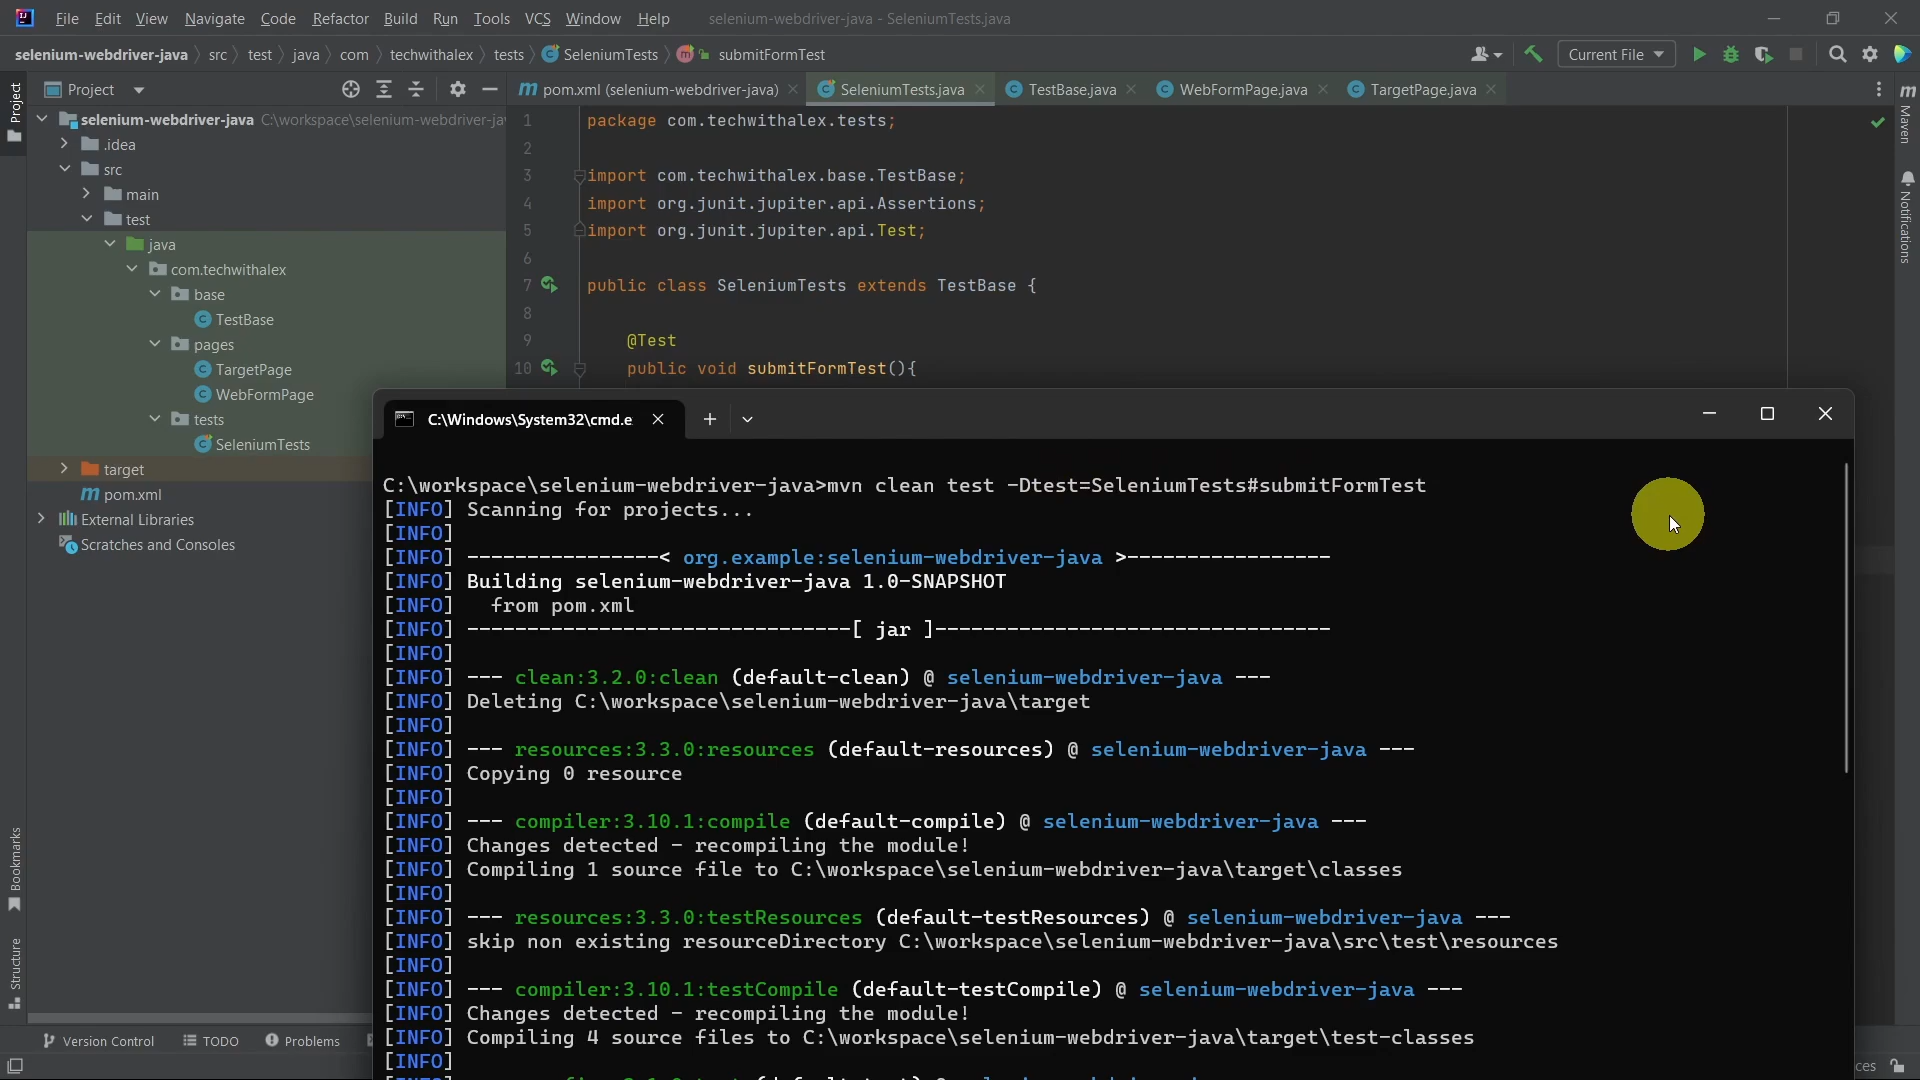 File Edit View Navigate Code Refactor Build Run Tools VCS Window Help selenium-webdriver-java - SeleniumTests.java
selenium-webdriver-java src test java com techwithalex tests SeleniumTests submitFormTest Current File
Project
pom.xml (selenium-webdriver-java) SeleniumTests.java TestBase.java WebFormPage.java TargetPage.java
Project
selenium-webdriver-java C:\workspace\selenium-webdriver-ja
.idea
src
main
test
java
com.techwithalex
base
TestBase
pages
TargetPage
WebFormPage
tests
SeleniumTests
target
pom.xml
External Libraries
Scratches and Consoles
1 package com.techwithalex.tests;
2
3 import com.techwithalex.base.TestBase;
4 import org.junit.jupiter.api.Assertions;
5 import org.junit.jupiter.api.Test;
6
7 public class SeleniumTests extends TestBase {
8
9 @Test
10 public void submitFormTest(){
Maven
Notifications
C:\Windows\System32\cmd.e
C:\workspace\selenium-webdriver-java>mvn clean test -Dtest=SeleniumTests#submitFormTest
[INFO] Scanning for projects...
[INFO]
[INFO] ----------------< org.example:selenium-webdriver-java >-----------------
[INFO] Building selenium-webdriver-java 1.0-SNAPSHOT
[INFO]   from pom.xml
[INFO] --------------------------------[ jar ]---------------------------------
[INFO]
[INFO] --- clean:3.2.0:clean (default-clean) @ selenium-webdriver-java ---
[INFO] Deleting C:\workspace\selenium-webdriver-java\target
[INFO]
[INFO] --- resources:3.3.0:resources (default-resources) @ selenium-webdriver-java ---
[INFO] Copying 0 resource
[INFO]
[INFO] --- compiler:3.10.1:compile (default-compile) @ selenium-webdriver-java ---
[INFO] Changes detected - recompiling the module!
[INFO] Compiling 1 source file to C:\workspace\selenium-webdriver-java\target\classes
[INFO]
[INFO] --- resources:3.3.0:testResources (default-testResources) @ selenium-webdriver-java ---
[INFO] skip non existing resourceDirectory C:\workspace\selenium-webdriver-java\src\test\resources
[INFO]
[INFO] --- compiler:3.10.1:testCompile (default-testCompile) @ selenium-webdriver-java ---
[INFO] Changes detected - recompiling the module!
[INFO] Compiling 4 source files to C:\workspace\selenium-webdriver-java\target\test-classes
[INFO]
Bookmarks
Structure
Version Control TODO Problems
ces